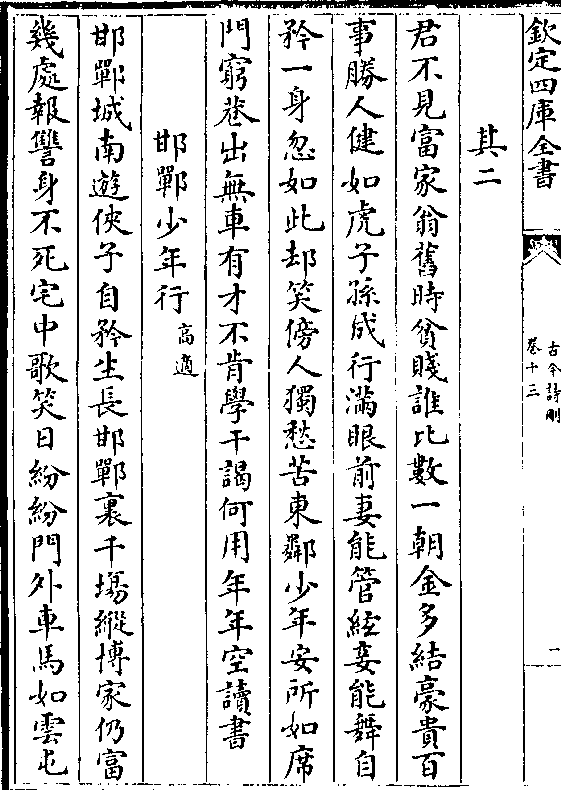 欽定四庫全書
古今詩刪
卷十三
二
其二
君不見富家翁舊時貧賤誰比數一朝金多結豪貴百
事勝人健如虎子孫成行滿眼前妻能管絃妾能舞自
矜一身忽如此却笑傍人獨愁苦東鄰少年安所如席
門窮巷出無車有才不肯學干謁何用年年空讀書
邯鄲少年行 高適
邯鄲城南遊俠子自矜生長邯鄲裏千塲縱博家仍富
幾處報讐身不死宅中歌笑日紛紛門外車馬如雲屯